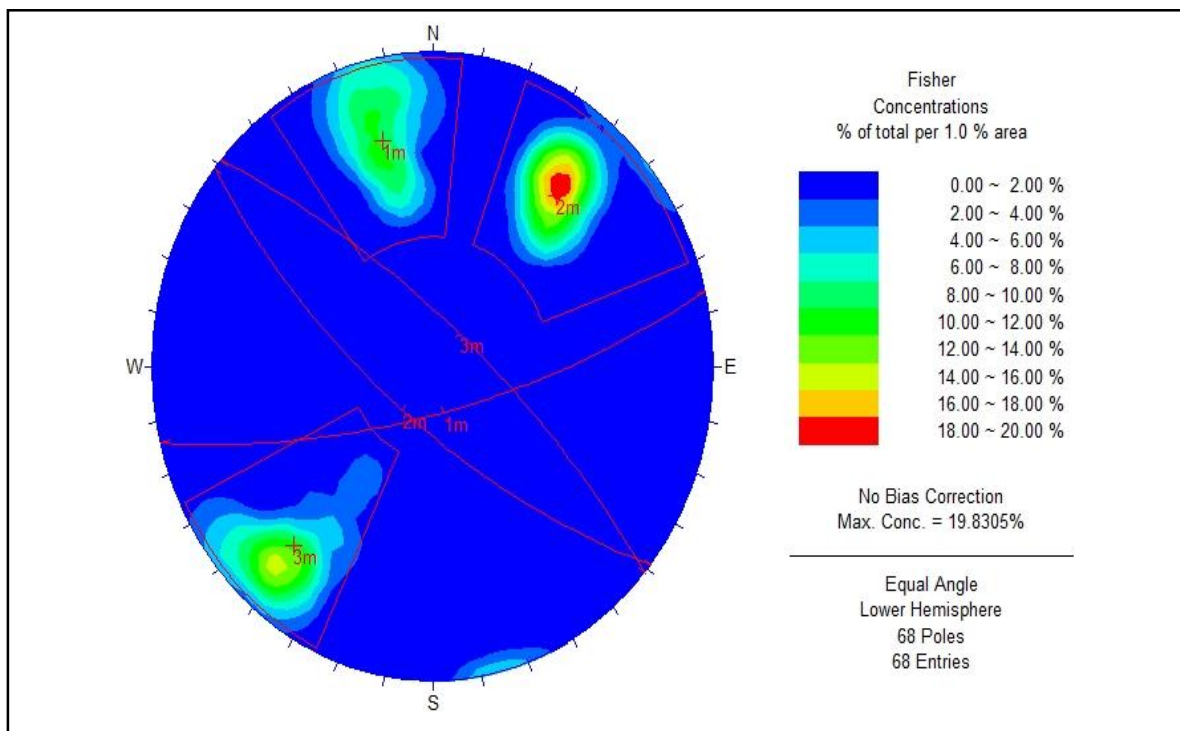 N
1m
2m
W
3m
E
2m
1m
3m
S
Fisher
Concentrations
% of total per 1.0 % area
0.00 ~ 2.00 %
2.00 ~ 4.00 %
4.00 ~ 6.00 %
6.00 ~ 8.00 %
8.00 ~ 10.00 %
10.00 ~ 12.00 %
12.00 ~ 14.00 %
14.00 ~ 16.00 %
16.00 ~ 18.00 %
18.00 ~ 20.00 %
No Bias Correction
Max. Conc. = 19.8305%
Equal Angle
Lower Hemisphere
68 Poles
68 Entries